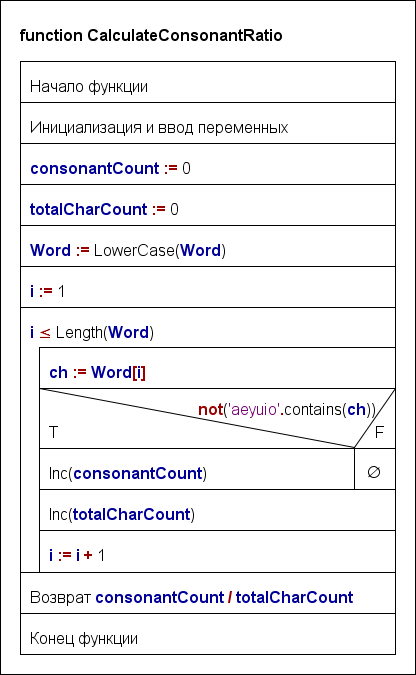 function CalculateConsonantRatio
Начало функции
Инициализация и ввод переменных
consonantCount := 0
totalCharCount := 0
Word := LowerCase(Word)
i := 1
i ≤ Length(Word)
ch := Word[i]
not('aeyuio'.contains(ch))
T F
Inc(consonantCount) ∅
Inc(totalCharCount)
i := i + 1
Возврат consonantCount / totalCharCount
Конец функции